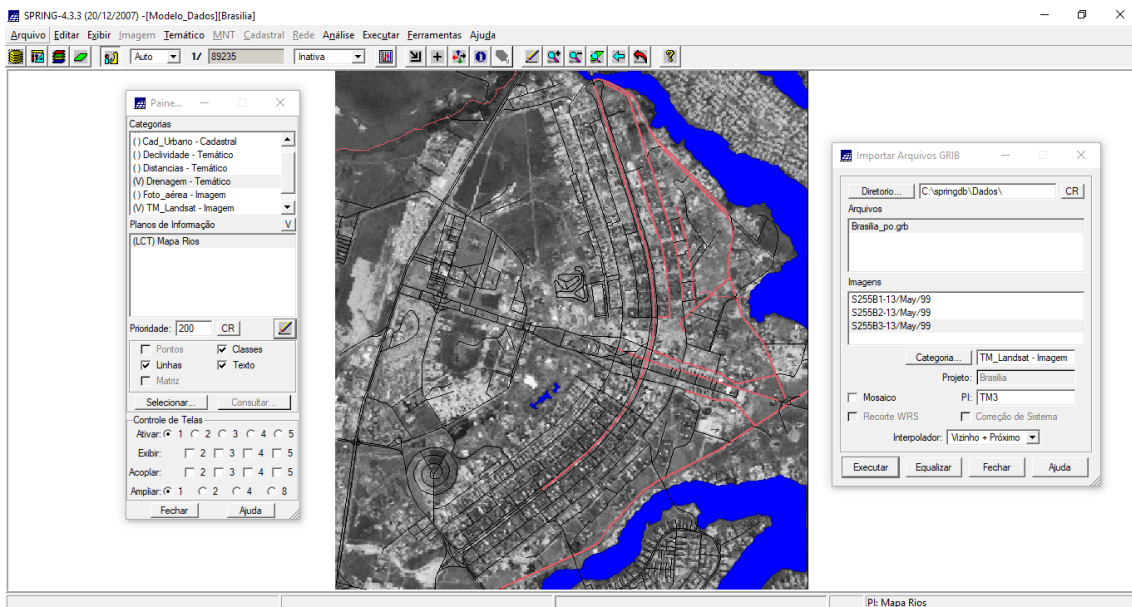 SPRING-4.3.3 (20/12/2007) -[Modelo_Dados][Brasilia]
Arquivo Editar Exibir Imagem Temático MNT Cadastral Rede Análise Executar Ferramentas Ajuda
Auto 1/ 89235 Inativa
Paine...
Categorias
( ) Cad_Urbano - Cadastral
( ) Declividade - Temático
( ) Distancias - Temático
(V) Drenagem - Temático
( ) Foto_aérea - Imagem
(V) TM_Landsat - Imagem
Planos de Informação V
(LCT) Mapa Rios
Prioridade: 200 CR
Pontos Classes
Linhas Texto
Matriz
Selecionar... Consultar...
Controle de Telas
Ativar: 1 2 3 4 5
Exibir: 2 3 4 5
Acoplar: 2 3 4 5
Ampliar: 1 2 4 8
Fechar Ajuda
Importar Arquivos GRIB
Diretorio... C:\springdb\Dados\ CR
Arquivos
Brasilia_po.grb
Imagens
S255B1-13/May/99
S255B2-13/May/99
S255B3-13/May/99
Categoria... TM_Landsat - Imagem
Projeto: Brasilia
Mosaico PI: TM3
Recorte WRS Correção de Sistema
Interpolador: Vizinho + Próximo
Executar Equalizar Fechar Ajuda
PI: Mapa Rios